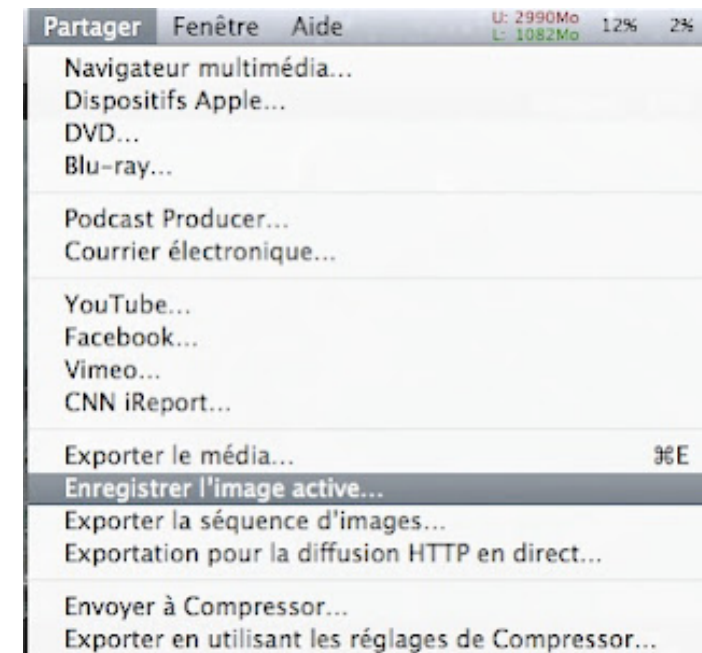 Partager Fenêtre Aide U: 2990Mo 12% 2%
L: 1082Mo
Navigateur multimédia...
Dispositifs Apple...
DVD...
Blu-ray...
Podcast Producer...
Courrier électronique...
YouTube...
Facebook...
Vimeo...
CNN iReport...
Exporter le média... ⌘E
Enregistrer l'image active...
Exporter la séquence d'images...
Exportation pour la diffusion HTTP en direct...
Envoyer à Compressor...
Exporter en utilisant les réglages de Compressor...